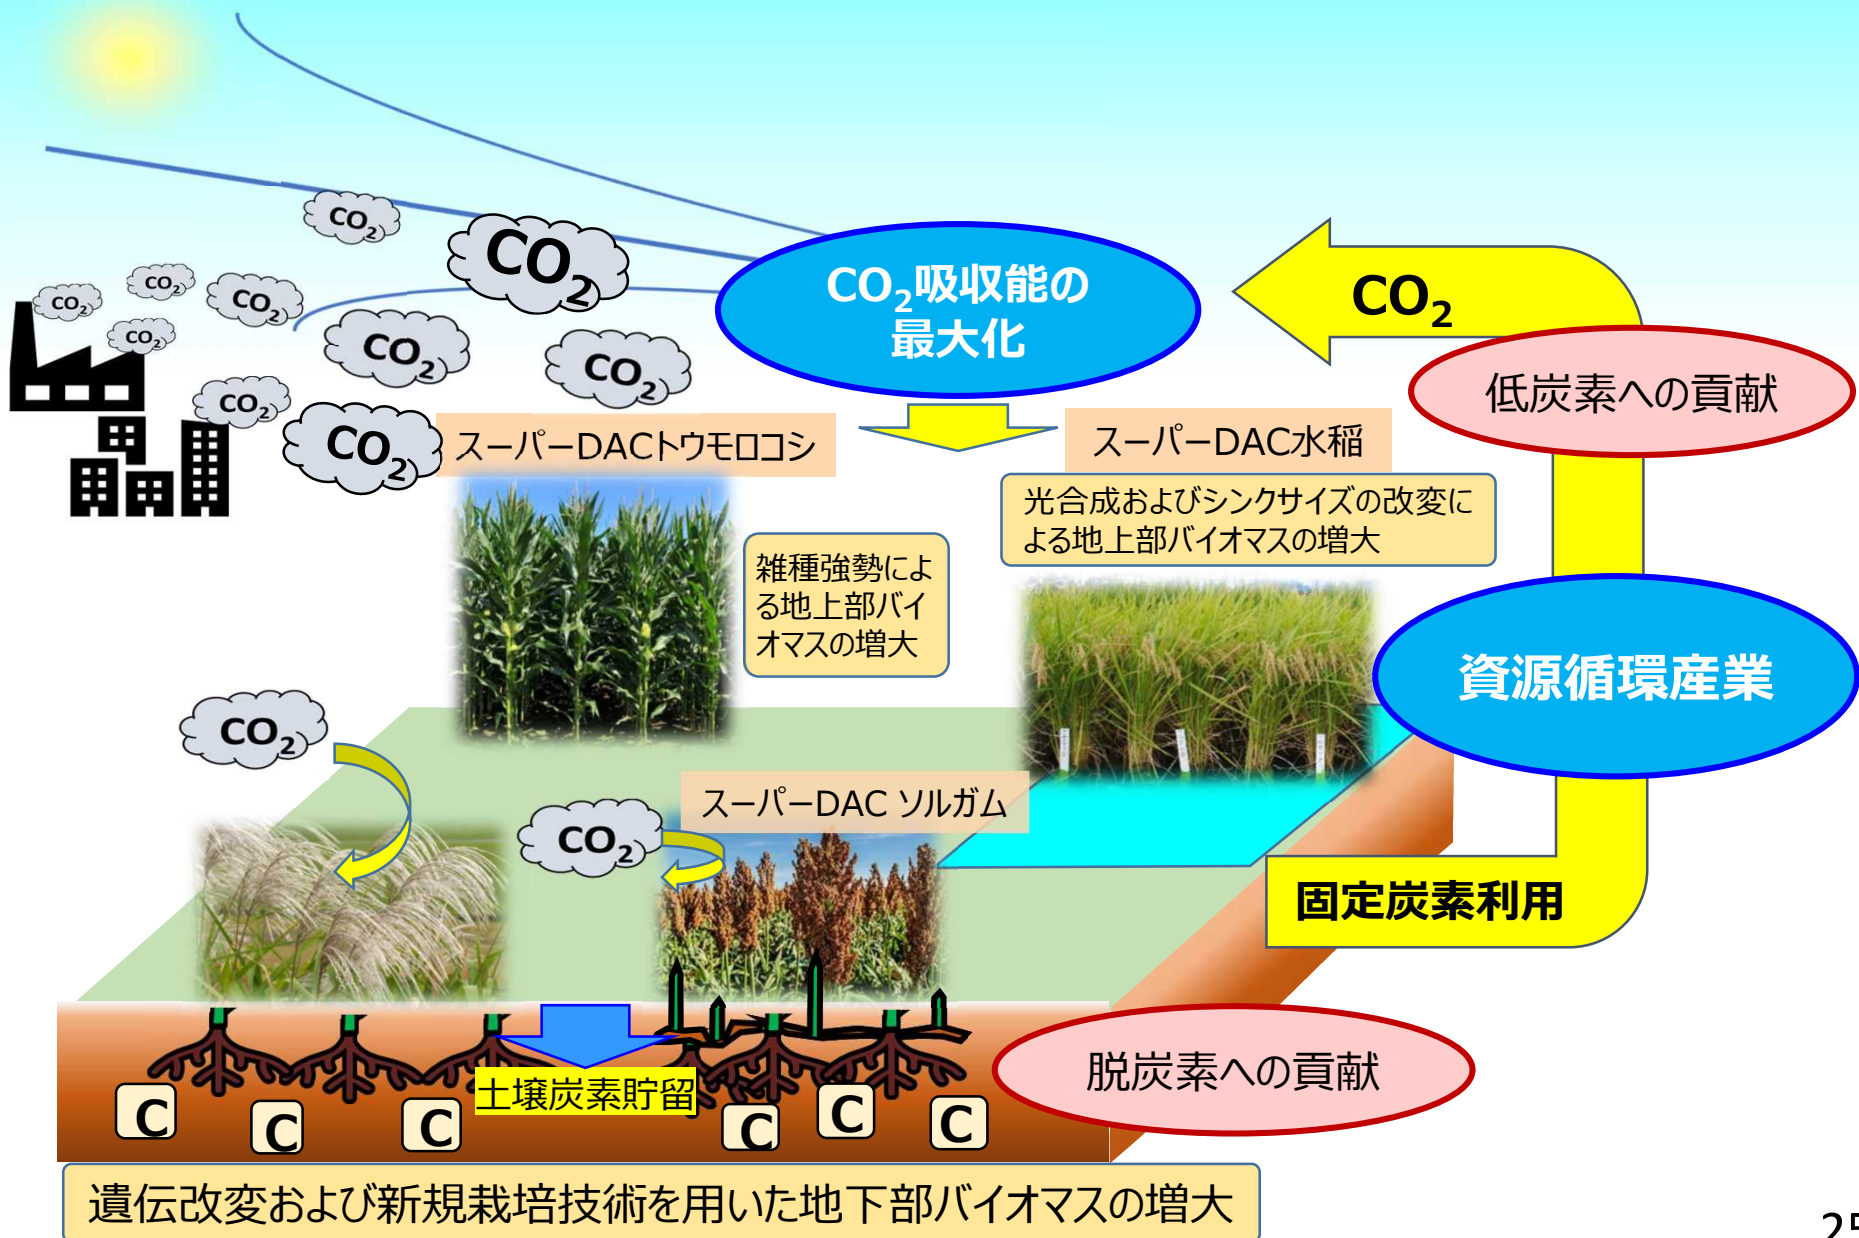 CO₂
CO₂
CO₂
CO₂
CO₂
CO₂
CO₂
CO₂
CO₂
CO₂
CO₂吸収能の
最大化
CO₂
低炭素への貢献
スーパーDACトウモロコシ
スーパーDAC水稲
光合成およびシンクサイズの改変に
よる地上部バイオマスの増大
雑種強勢によ
る地上部バイ
オマスの増大
資源循環産業
CO₂
スーパーDAC ソルガム
CO₂
固定炭素利用
脱炭素への貢献
土壌炭素貯留
C
C
C
C
C
C
遺伝改変および新規栽培技術を用いた地下部バイオマスの増大